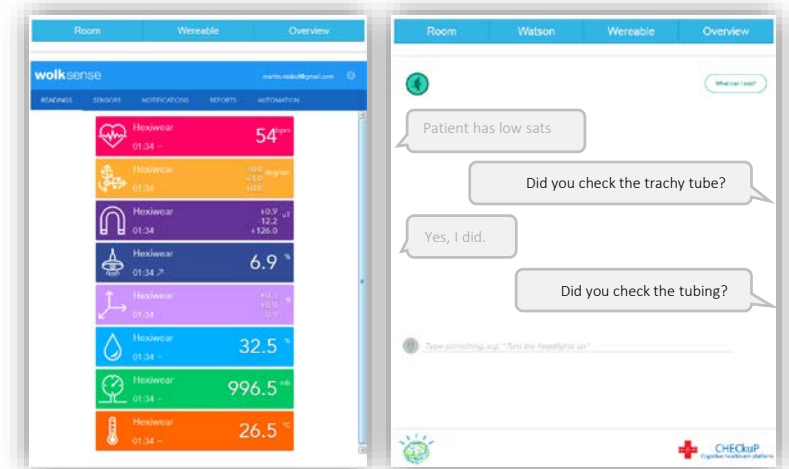 Room Wereable Overview
wolksense
READINGS SENSORS NOTIFICATIONS REPORTS AUTOMATION
Hexiwear
54 bpm
01:34
Hexiwear
01:34
Hexiwear
+0.9
-12.2
+126.0
01:34
Hexiwear
6.9 %
01:34
Hexiwear
01:34
Hexiwear
32.5 %
01:34
Hexiwear
996.5 mb
01:34
Hexiwear
26.5 °C
01:34
Room Watson Wereable Overview
What can I ask?
Patient has low sats
Did you check the trachy tube?
Yes, I did.
Did you check the tubing?
Type something, e.g. "Turn the headlights on"
CHECkuP
Cognitive healthcare platform